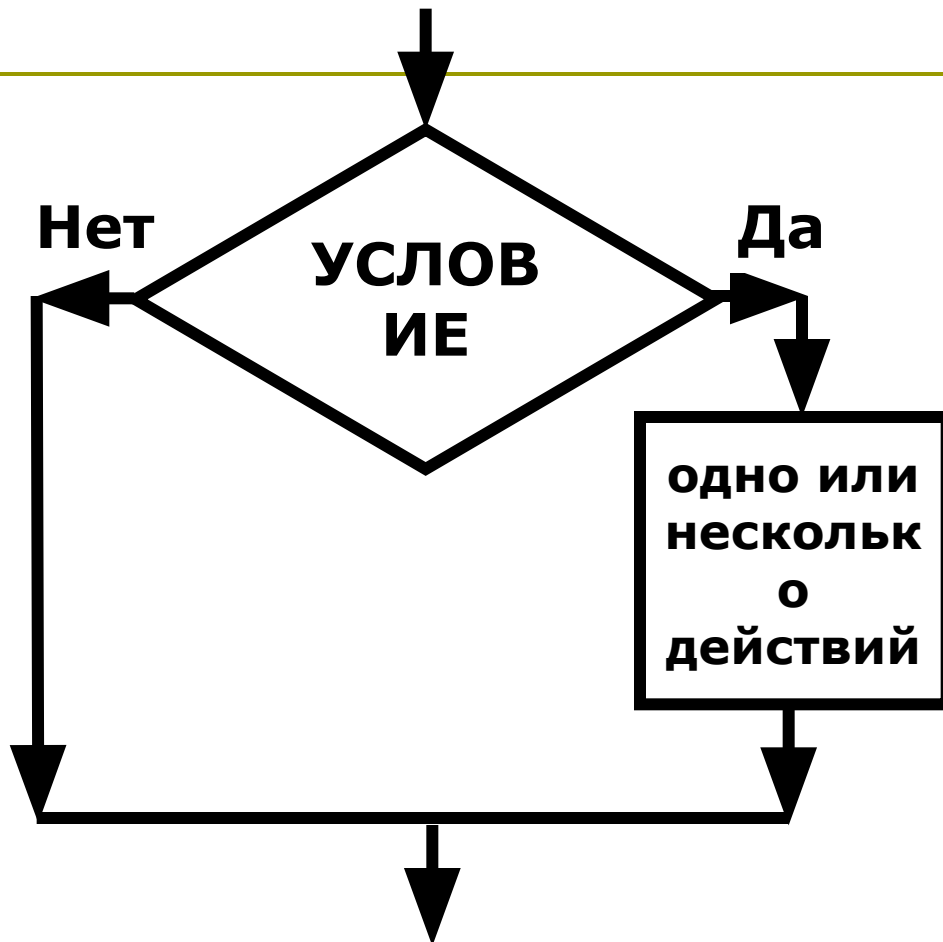 Нет
Да
УСЛОВ
ИЕ
одно или
нескольк
о
действий